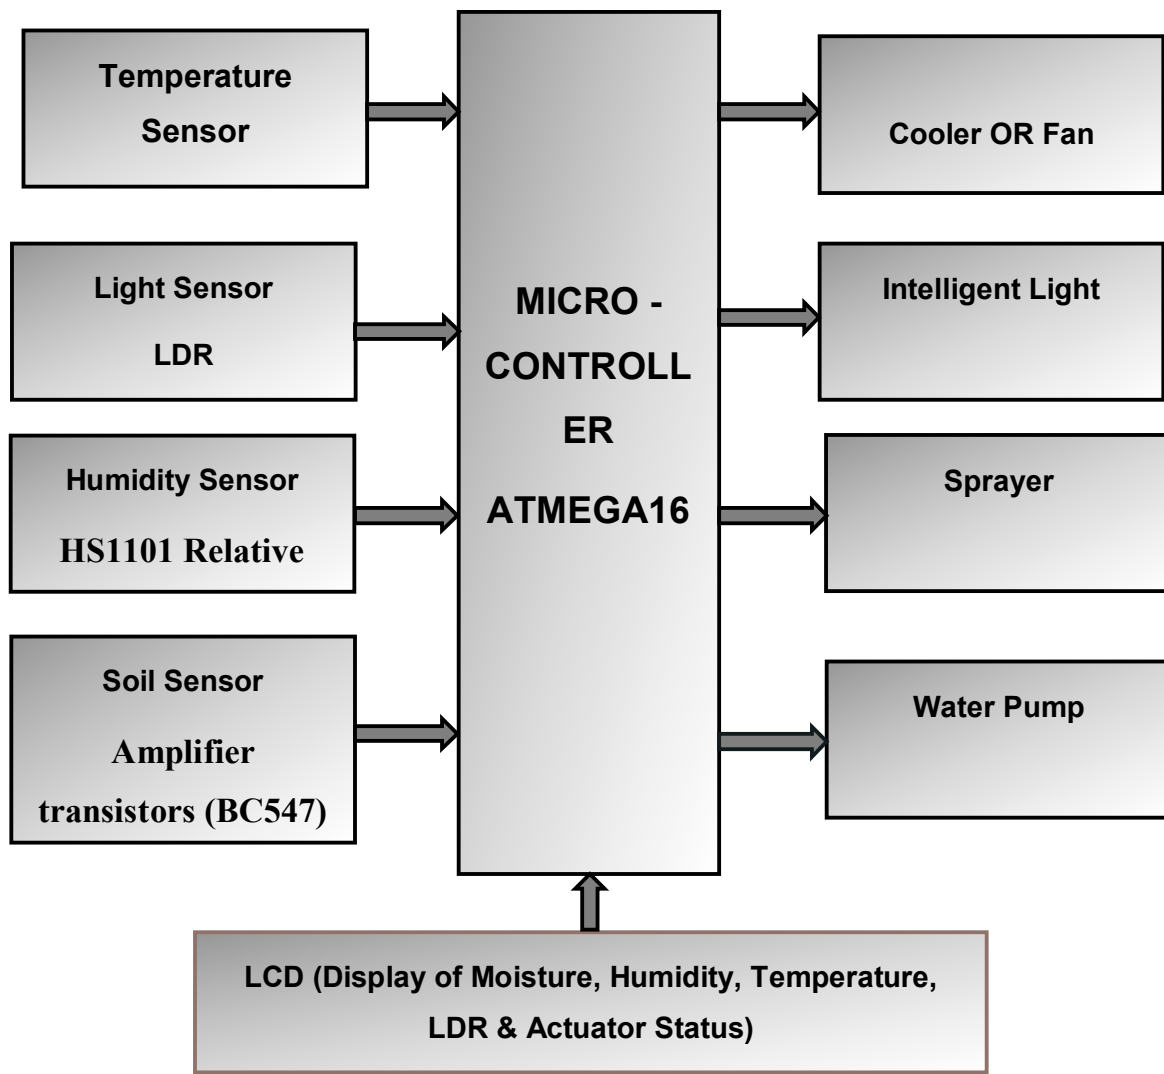 Temperature
Sensor
Light Sensor
LDR
Humidity Sensor
HS1101 Relative
Soil Sensor
Amplifier
transistors (BC547)
MICRO -
CONTROLL
ER
ATMEGA16
Cooler OR Fan
Intelligent Light
Sprayer
Water Pump
LCD (Display of Moisture, Humidity, Temperature,
LDR & Actuator Status)